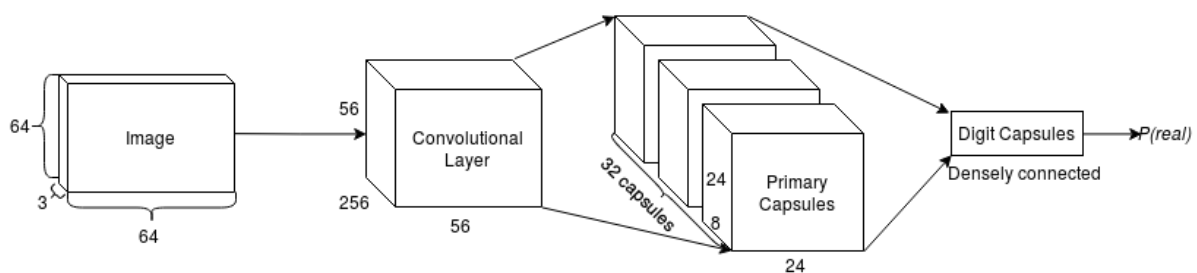 64
3
64
Image
56
256
56
Convolutional
Layer
32 capsules
24
8
24
Primary
Capsules
Digit Capsules
Densely connected
P(real)